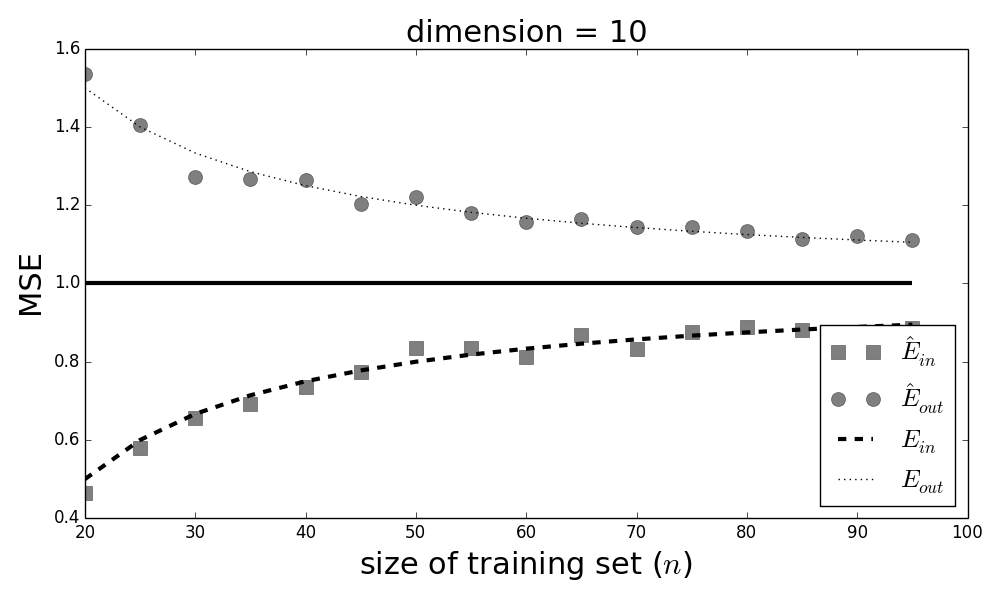 dimension = 10
1.6
1.4
1.2
1.0
0.8
0.6
0.4
MSE
Ê_in
Ê_out
E_in
E_out
20 30 40 50 60 70 80 90 100
size of training set (n)